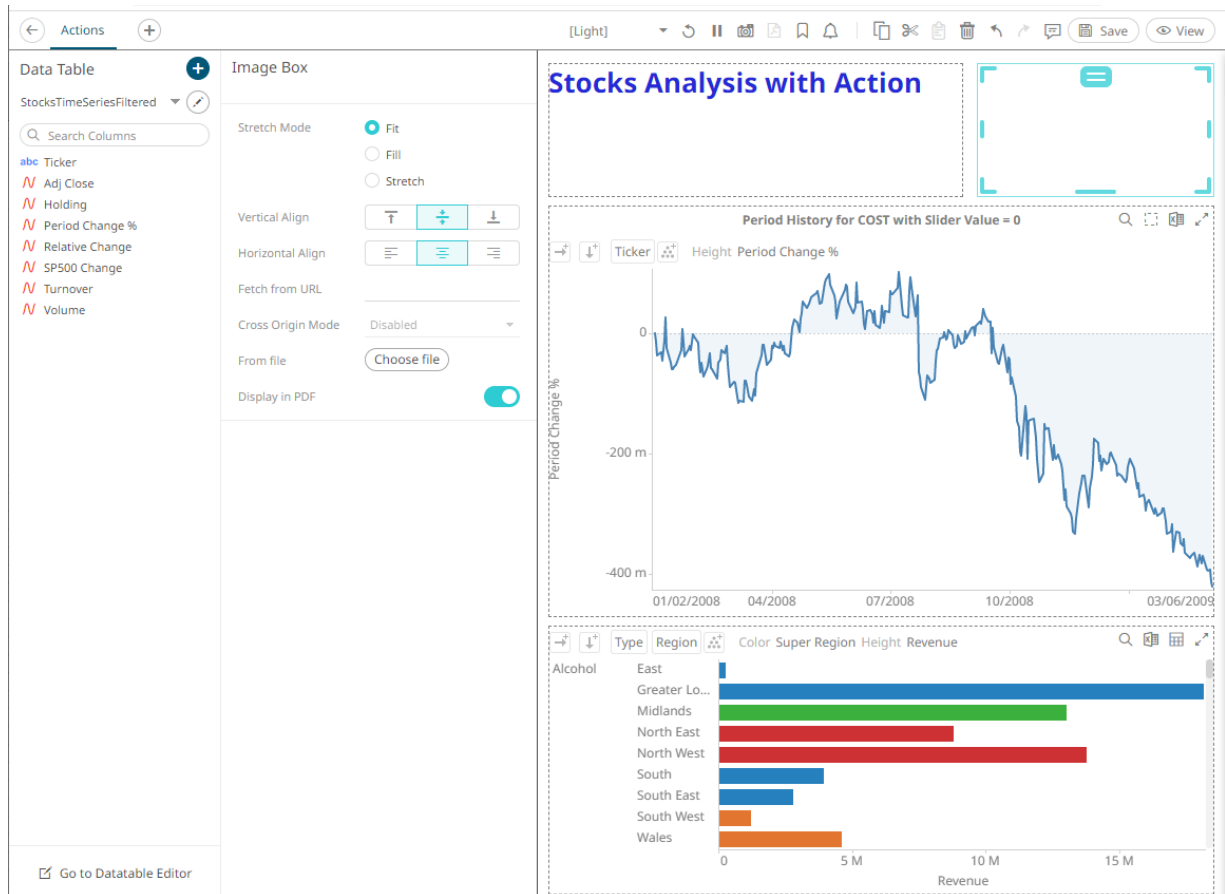 Actions
[Light]
Save
View
Data Table
StocksTimeSeriesFiltered
Search Columns
abc Ticker
Adj Close
Holding
Period Change %
Relative Change
SP500 Change
Turnover
Volume
Go to Datatable Editor
Image Box
Stretch Mode
Fit
Fill
Stretch
Vertical Align
Horizontal Align
Fetch from URL
Cross Origin Mode Disabled
From file Choose file
Display in PDF
Stocks Analysis with Action
Period History for COST with Slider Value = 0
Ticker Height Period Change %
Period Change %
0
-200 m
-400 m
01/02/2008 04/2008 07/2008 10/2008 03/06/2009
Type Region Color Super Region Height Revenue
Alcohol East
Greater Lo...
Midlands
North East
North West
South
South East
South West
Wales
0 5 M 10 M 15 M
Revenue